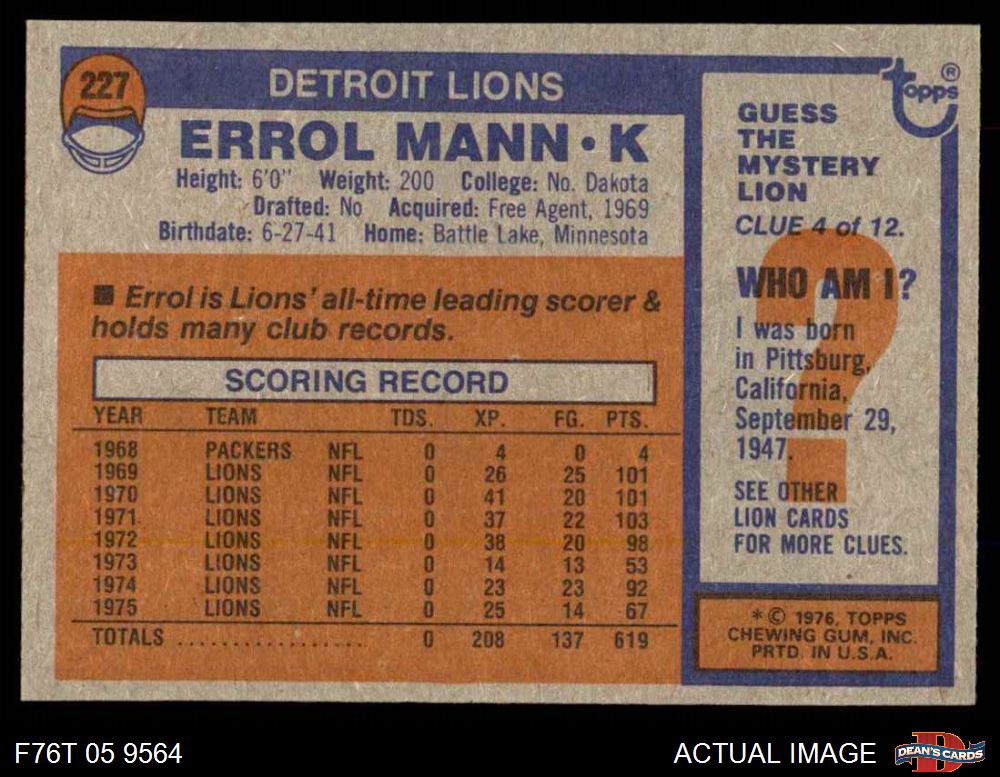 227
DETROIT LIONS
ERROL MANN • K
Height: 6'0" Weight: 200 College: No. Dakota
Drafted: No Acquired: Free Agent, 1969
Birthdate: 6-27-41 Home: Battle Lake, Minnesota
■ Errol is Lions' all-time leading scorer &
holds many club records.
SCORING RECORD
YEAR TEAM TDS. XP. FG. PTS.
1968 PACKERS NFL 0 4 0 4
1969 LIONS NFL 0 26 25 101
1970 LIONS NFL 0 41 20 101
1971 LIONS NFL 0 37 22 103
1972 LIONS NFL 0 38 20 98
1973 LIONS NFL 0 14 13 53
1974 LIONS NFL 0 23 23 92
1975 LIONS NFL 0 25 14 67
TOTALS .................. 0 208 137 619
topps ®
GUESS
THE
MYSTERY
LION
CLUE 4 of 12.
WHO AM I?
I was born
in Pittsburg,
California,
September 29,
1947.
SEE OTHER
LION CARDS
FOR MORE CLUES.
* © 1976, TOPPS
CHEWING GUM, INC.
PRTD. IN U.S.A.
F76T 05 9564
ACTUAL IMAGE
D
DEAN'S CARDS